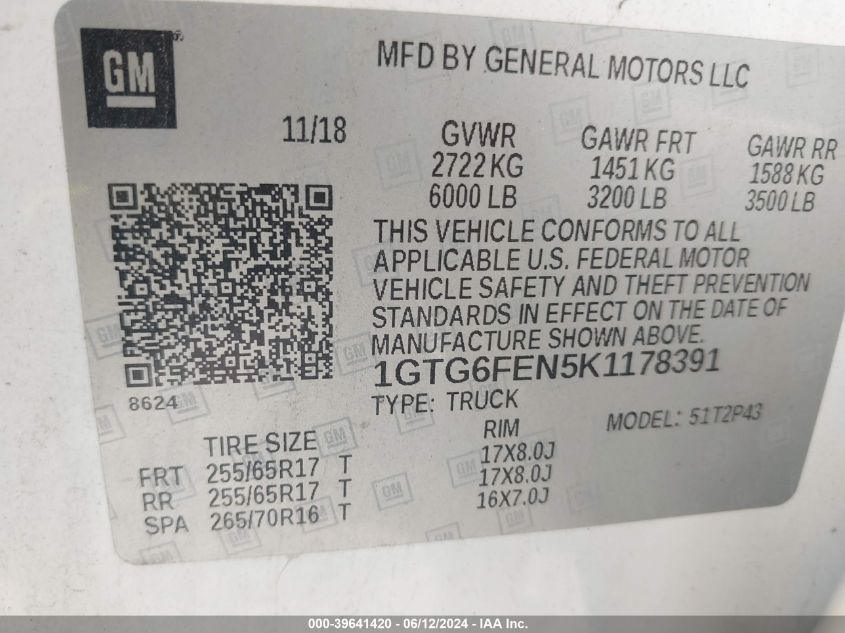 GM
MFD BY GENERAL MOTORS LLC
11/18
GVWR GAWR FRT GAWR RR
2722 KG 1451 KG 1588 KG
6000 LB 3200 LB 3500 LB
THIS VEHICLE CONFORMS TO ALL
APPLICABLE U.S. FEDERAL MOTOR
VEHICLE SAFETY AND THEFT PREVENTION
STANDARDS IN EFFECT ON THE DATE OF
MANUFACTURE SHOWN ABOVE.
1GTG6FEN5K1178391
8624
TYPE: TRUCK MODEL: 51T2P43
TIRE SIZE RIM
FRT 255/65R17 T 17X8.0J
RR 255/65R17 T 17X8.0J
SPA 265/70R16 T 16X7.0J
000-39641420 - 06/12/2024 - IAA Inc.